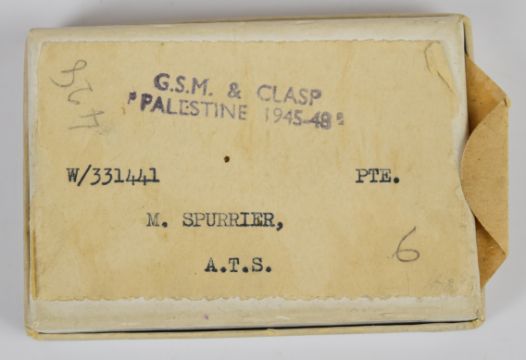 G.S.M. & CLASP
"PALESTINE 1945-48"
W/331441 PTE.
M. SPURRIER,
A.T.S.
6